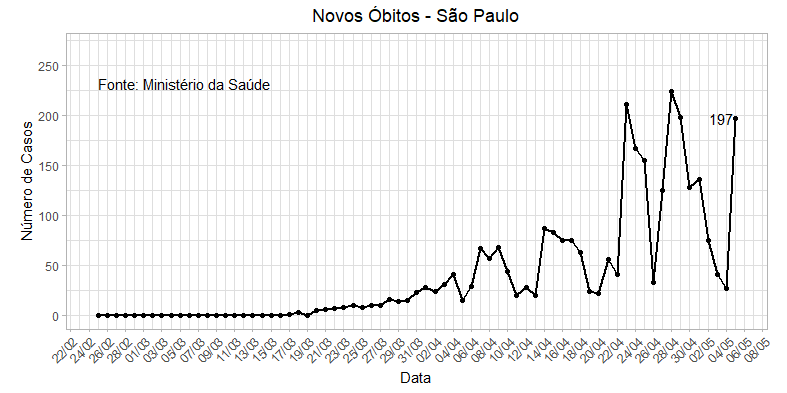 Novos Óbitos - São Paulo
Fonte: Ministério da Saúde
197
Número de Casos
250
200
150
100
50
0
22/02 24/02 26/02 28/02 01/03 03/03 05/03 07/03 09/03 11/03 13/03 15/03 17/03 19/03 21/03 23/03 25/03 27/03 29/03 31/03 02/04 04/04 06/04 08/04 10/04 12/04 14/04 16/04 18/04 20/04 22/04 24/04 26/04 28/04 30/04 02/05 04/05 06/05 08/05
Data